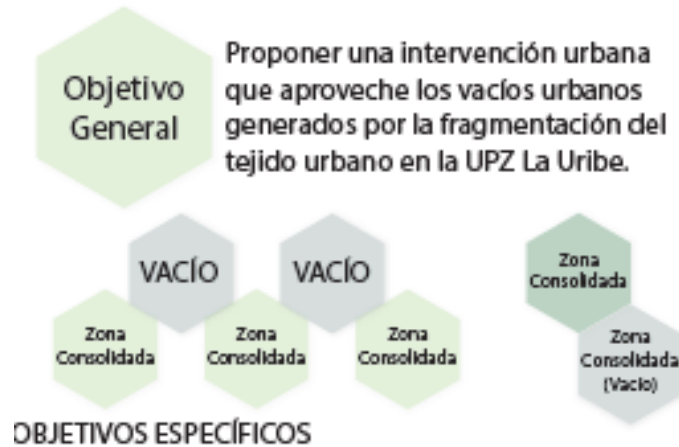 Objetivo
General
Proponer una intervención urbana
que aproveche los vacíos urbanos
generados por la fragmentación del
tejido urbano en la UPZ La Uribe.
VACÍO
VACÍO
Zona
Consolidada
Zona
Consolidada
Zona
Consolidada
Zona
Consolidada
Zona
Consolidada
(Vacío)
OBJETIVOS ESPECÍFICOS